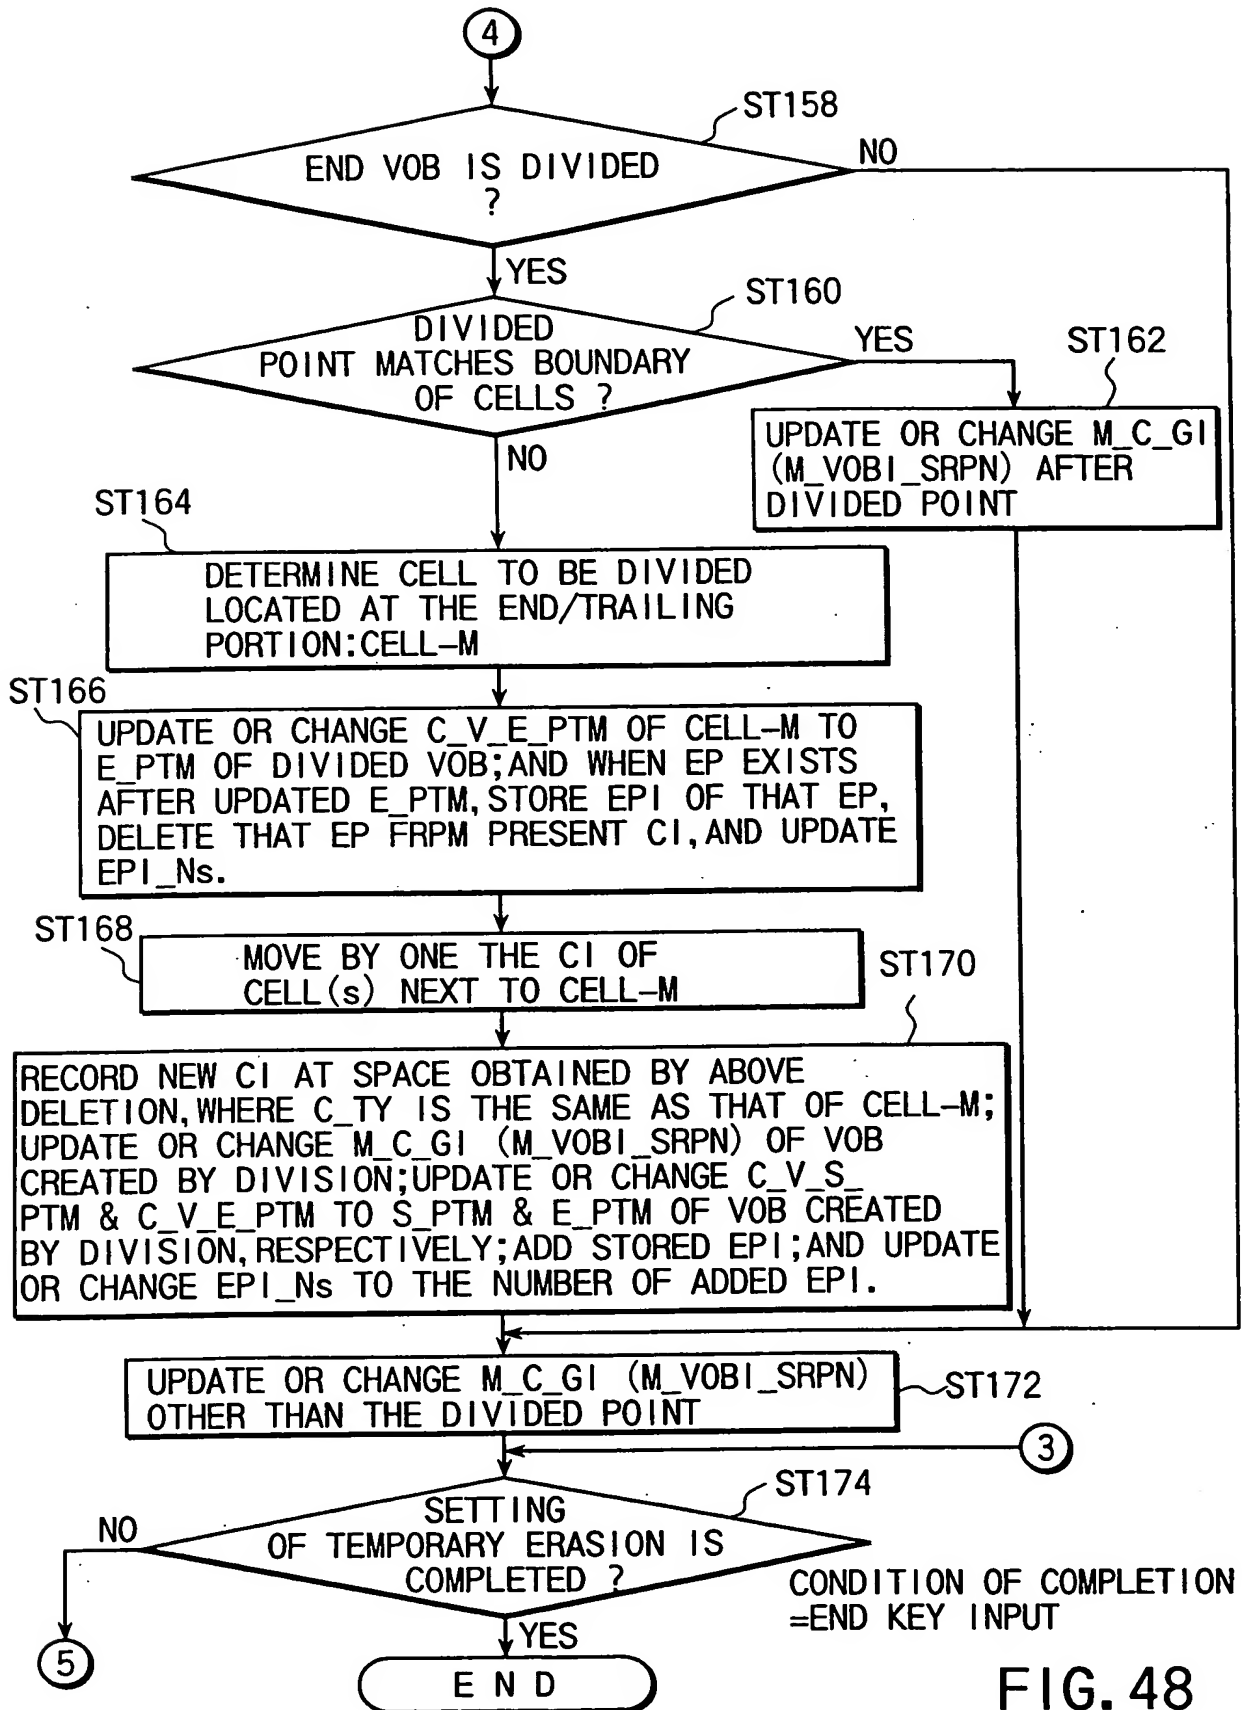 4
ST158
END VOB IS DIVIDED
?
NO
YES
ST160
DIVIDED
POINT MATCHES BOUNDARY
OF CELLS ?
YES
ST162
UPDATE OR CHANGE M_C_GI
(M_VOBI_SRPN) AFTER
DIVIDED POINT
NO
ST164
DETERMINE CELL TO BE DIVIDED
LOCATED AT THE END/TRAILING
PORTION:CELL-M
ST166
UPDATE OR CHANGE C_V_E_PTM OF CELL-M TO
E_PTM OF DIVIDED VOB;AND WHEN EP EXISTS
AFTER UPDATED E_PTM,STORE EPI OF THAT EP,
DELETE THAT EP FRPM PRESENT CI,AND UPDATE
EPI_Ns.
ST168
MOVE BY ONE THE CI OF
CELL(s) NEXT TO CELL-M
ST170
RECORD NEW CI AT SPACE OBTAINED BY ABOVE
DELETION,WHERE C_TY IS THE SAME AS THAT OF CELL-M;
UPDATE OR CHANGE M_C_GI (M_VOBI_SRPN) OF VOB
CREATED BY DIVISION;UPDATE OR CHANGE C_V_S_
PTM & C_V_E_PTM TO S_PTM & E_PTM OF VOB CREATED
BY DIVISION,RESPECTIVELY;ADD STORED EPI;AND UPDATE
OR CHANGE EPI_Ns TO THE NUMBER OF ADDED EPI.
UPDATE OR CHANGE M_C_GI (M_VOBI_SRPN)
OTHER THAN THE DIVIDED POINT
ST172
3
ST174
SETTING
OF TEMPORARY ERASION IS
COMPLETED ?
NO
CONDITION OF COMPLETION
=END KEY INPUT
5
YES
END
FIG. 48